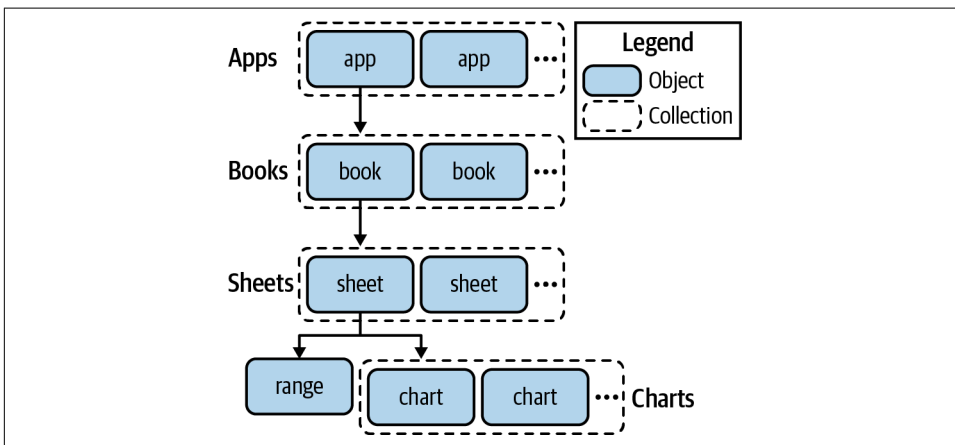 Apps
app
app
...
Legend
Object
Collection
Books
book
book
...
Sheets
sheet
sheet
...
range
chart
chart
...
Charts